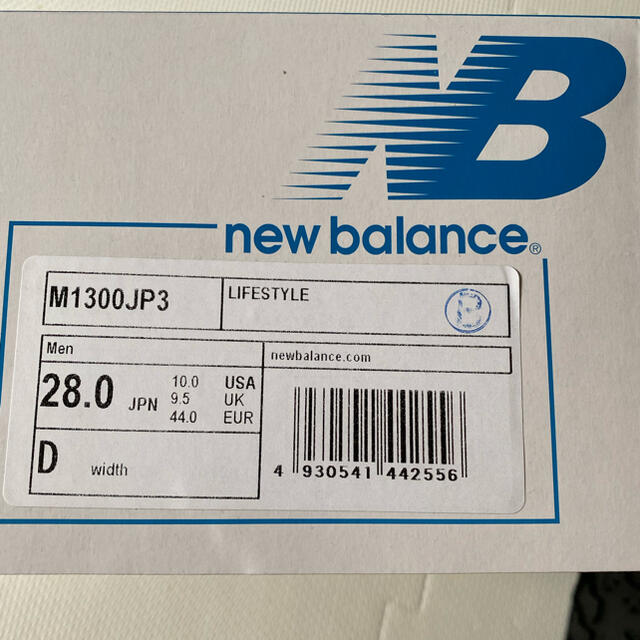 NB
new balance®
M1300JP3
LIFESTYLE
B
Men
newbalance.com
28.0 JPN
10.0 USA
9.5 UK
44.0 EUR
D width
4 930541 442556